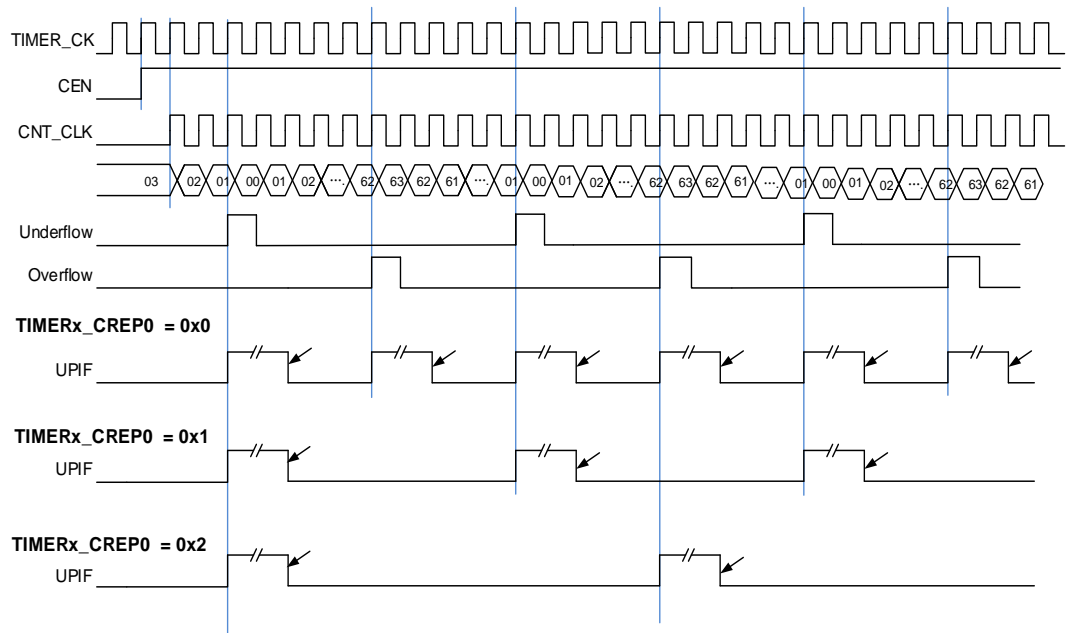 TIMER_CK
CEN
CNT_CLK
03 02 01 00 01 02 ···. 62 63 62 61 ···. 01 00 01 02 ···. 62 63 62 61 ···. 01 00 01 02 ···. 62 63 62 61
Underflow
Overflow
TIMERx_CREP0 = 0x0
UPIF
TIMERx_CREP0 = 0x1
UPIF
TIMERx_CREP0 = 0x2
UPIF